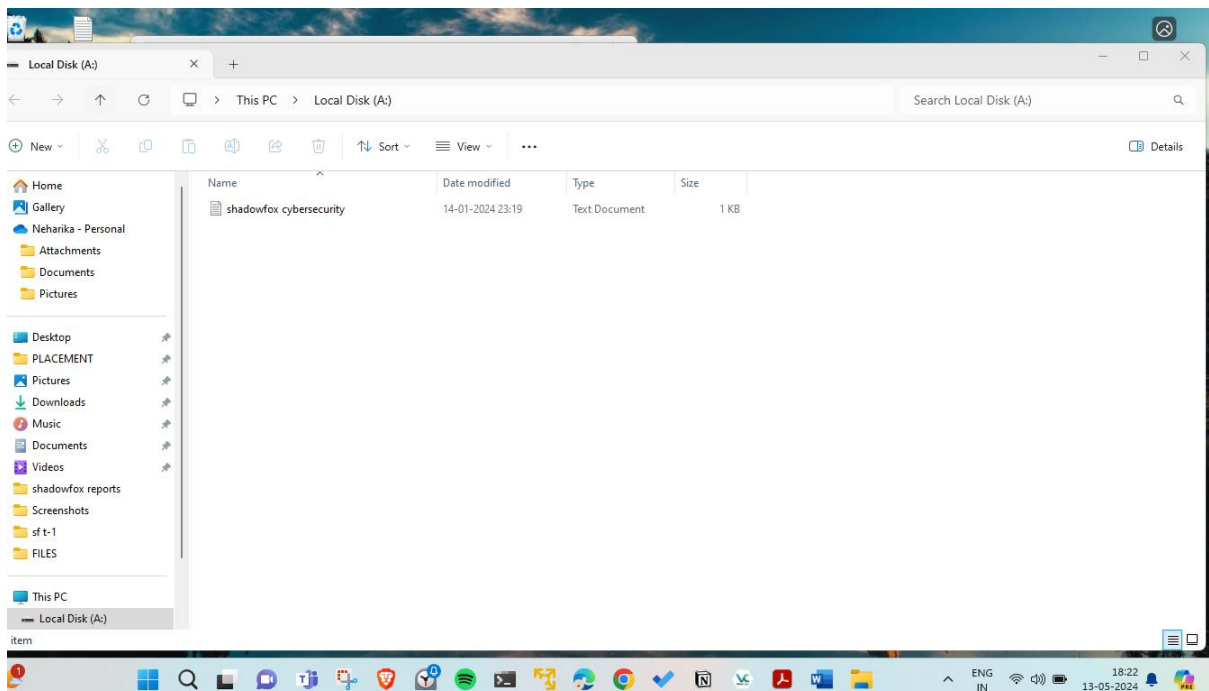 Local Disk (A:)
This PC > Local Disk (A:)
Search Local Disk (A:)
New
Sort
View
Details
Home
Gallery
Neharika - Personal
Attachments
Documents
Pictures
Desktop
PLACEMENT
Pictures
Downloads
Music
Documents
Videos
shadowfox reports
Screenshots
sf t-1
FILES
This PC
Local Disk (A:)
Name Date modified Type Size
shadowfox cybersecurity 14-01-2024 23:19 Text Document 1 KB
item
1
ENG
IN
18:22
13-05-2024
PRE